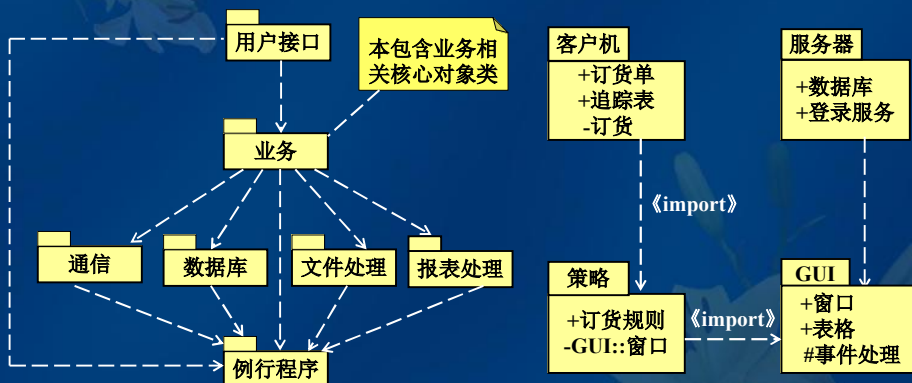 用户接口
本包含业务相
关核心对象类
业务
通信
数据库
文件处理
报表处理
例行程序
客户机
+订货单
+追踪表
-订货
服务器
+数据库
+登录服务
《import》
策略
+订货规则
-GUI::窗口
《import》
GUI
+窗口
+表格
#事件处理